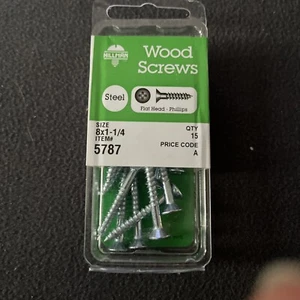 HILLMAN
Wood
Screws
Steel
Flat Head - Phillips
SIZE QTY
8x1-1/4 15
ITEM# PRICE CODE
5787 A